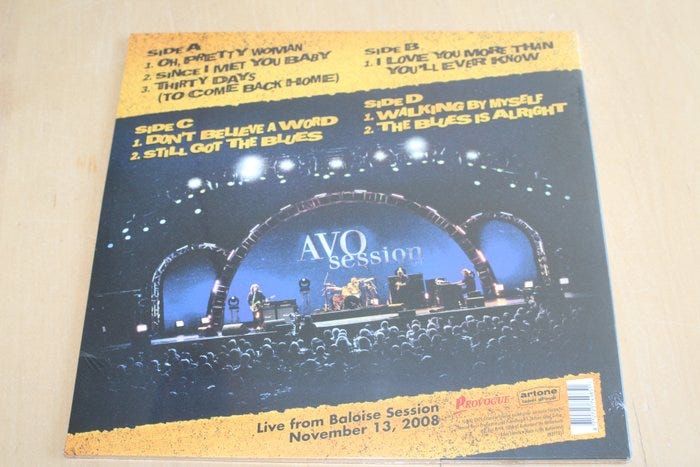 SIDE A
1. OH, PRETTY WOMAN
2. SINCE I MET YOU BABY
3. THIRTY DAYS
(TO COME BACK HOME)
SIDE B
1. I LOVE YOU MORE THAN
YOU'LL EVER KNOW
SIDE C
1. DON'T BELIEVE A WORD
2. STILL GOT THE BLUES
SIDE D
1. WALKING BY MYSELF
2. THE BLUES IS ALRIGHT
AVO
session
Live from Baloise Session
November 13, 2008
PROVOGUE
artone
label group